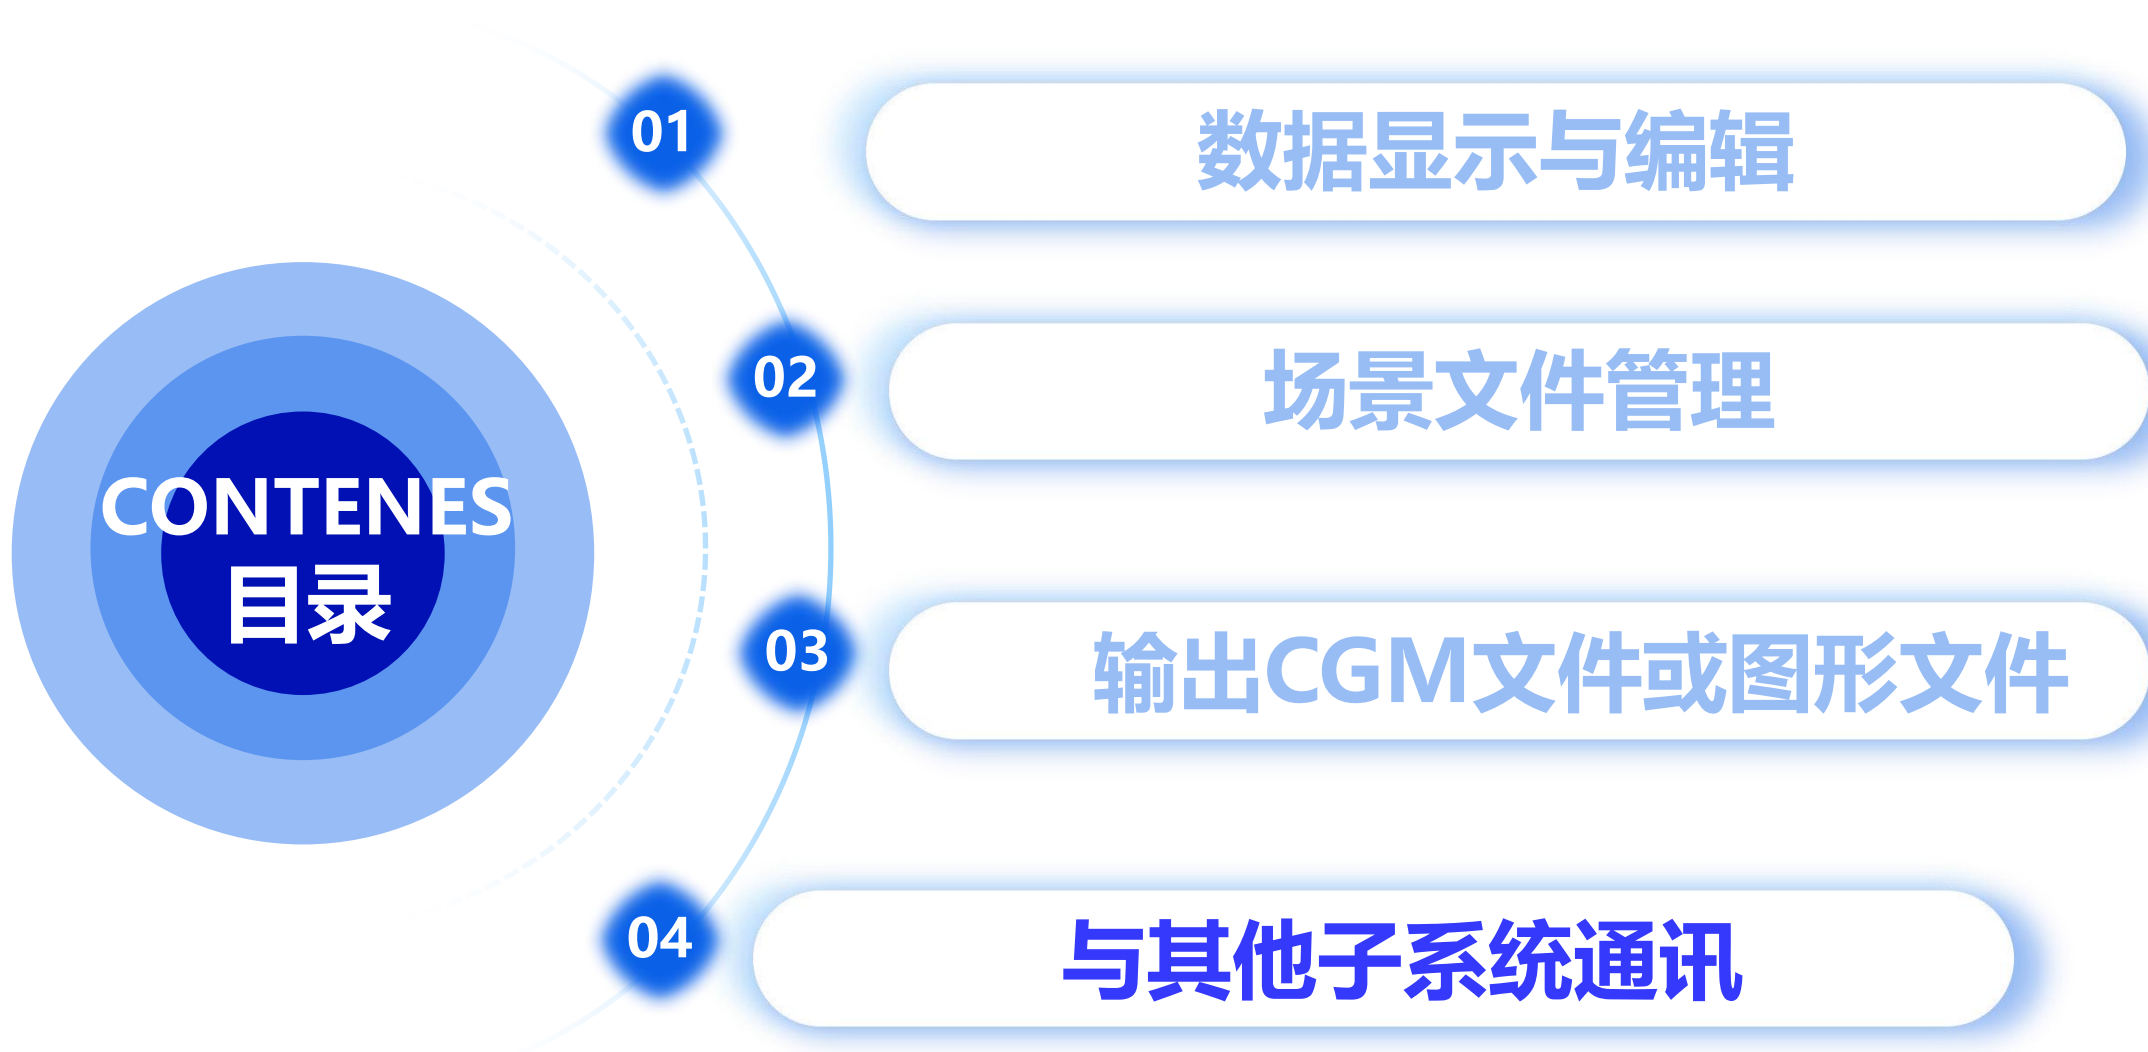 CONTENES
目录
01
数据显示与编辑
02
场景文件管理
03
输出CGM文件或图形文件
04
与其他子系统通讯